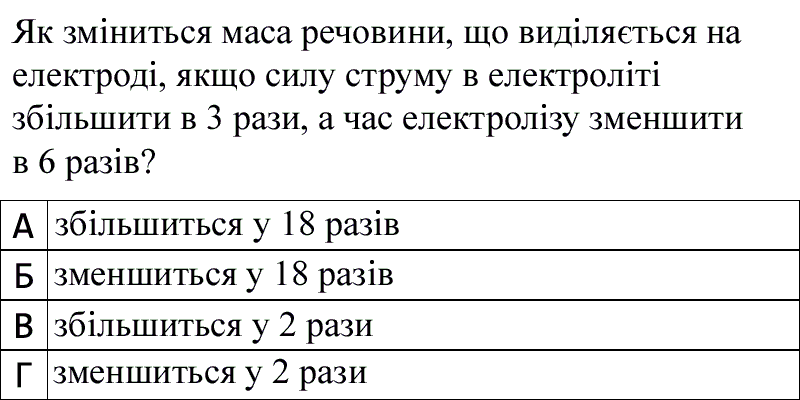 Як зміниться маса речовини, що виділяється на
електроді, якщо силу струму в електроліті
збільшити в 3 рази, а час електролізу зменшити
в 6 разів?
А збільшиться у 18 разів
Б зменшиться у 18 разів
В збільшиться у 2 рази
Г зменшиться у 2 рази